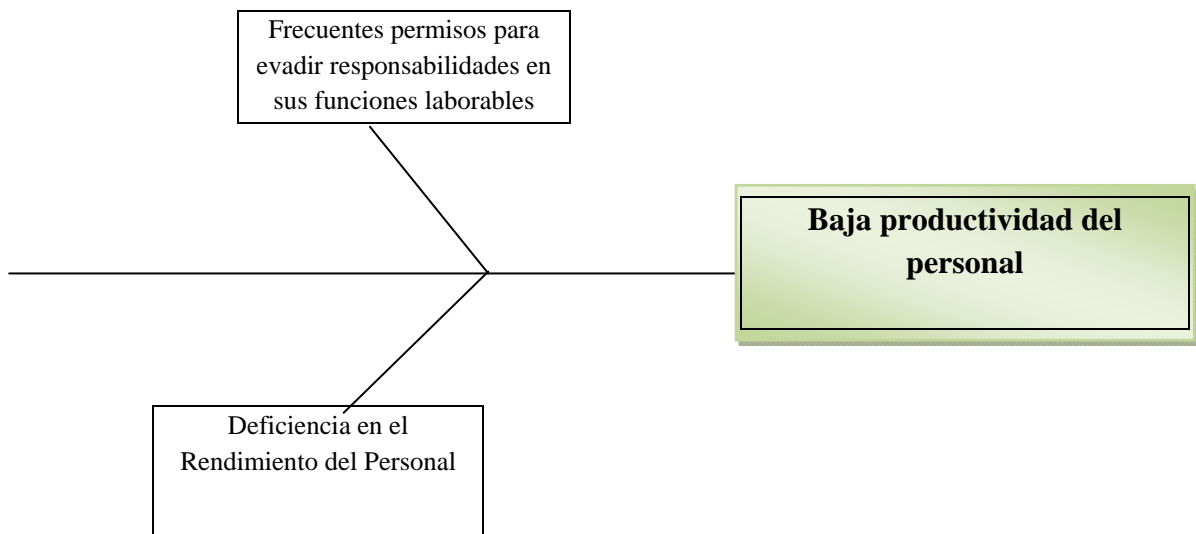 Frecuentes permisos para
evadir responsabilidades en
sus funciones laborables
Baja productividad del
personal
Deficiencia en el
Rendimiento del Personal